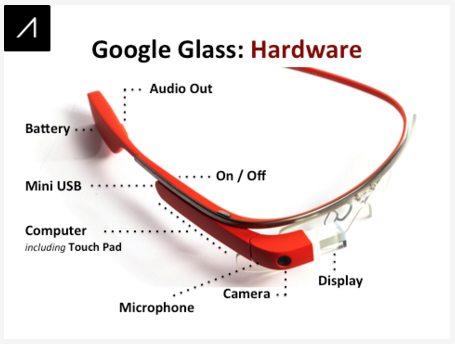 Google Glass: Hardware
Audio Out
Battery
On / Off
Mini USB
Computer
including Touch Pad
Display
Camera
Microphone